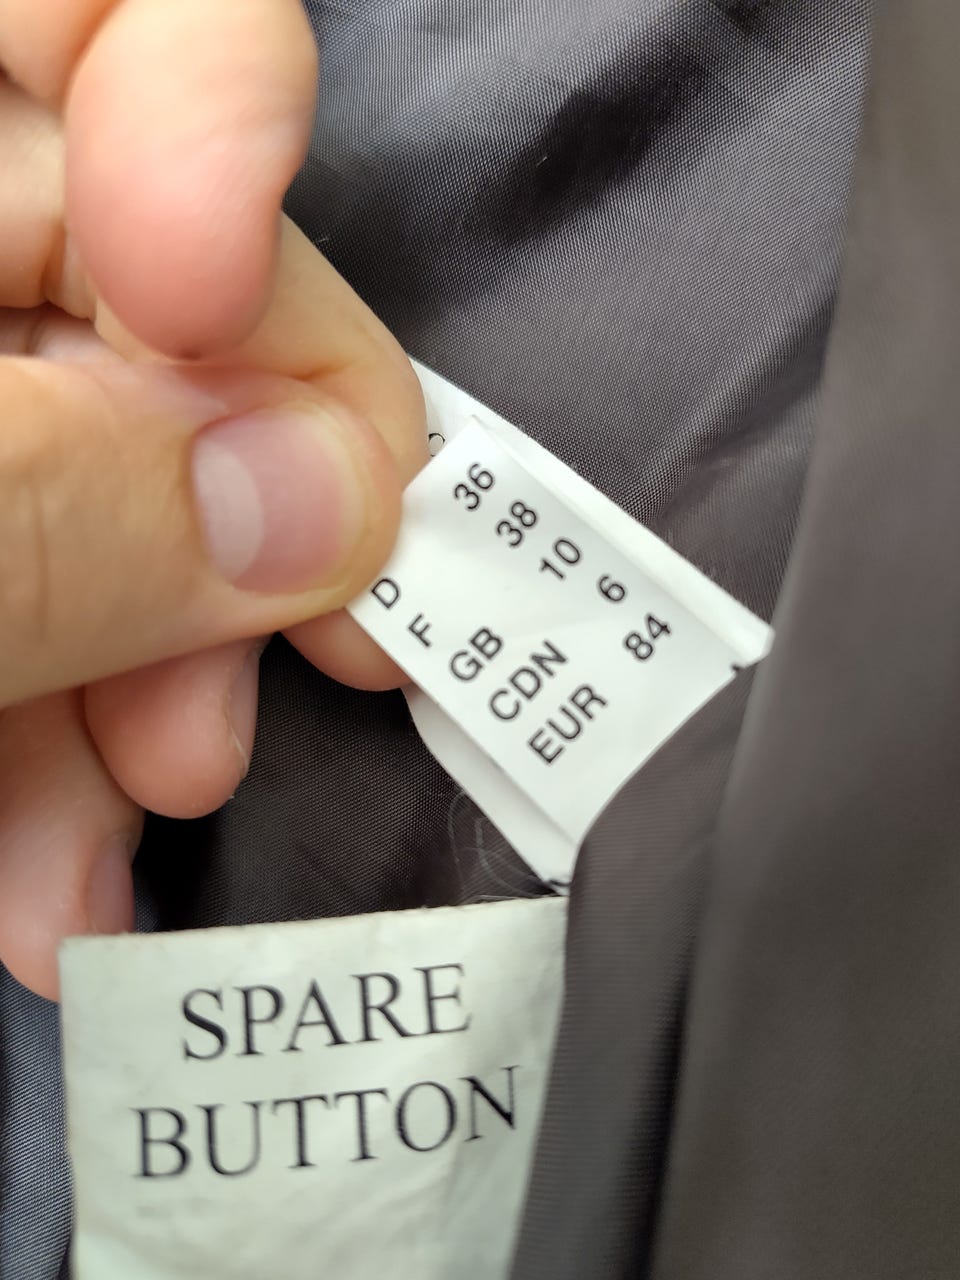 D 36
F 38
GB 10
CDN 6
EUR 84
SPARE
BUTTON